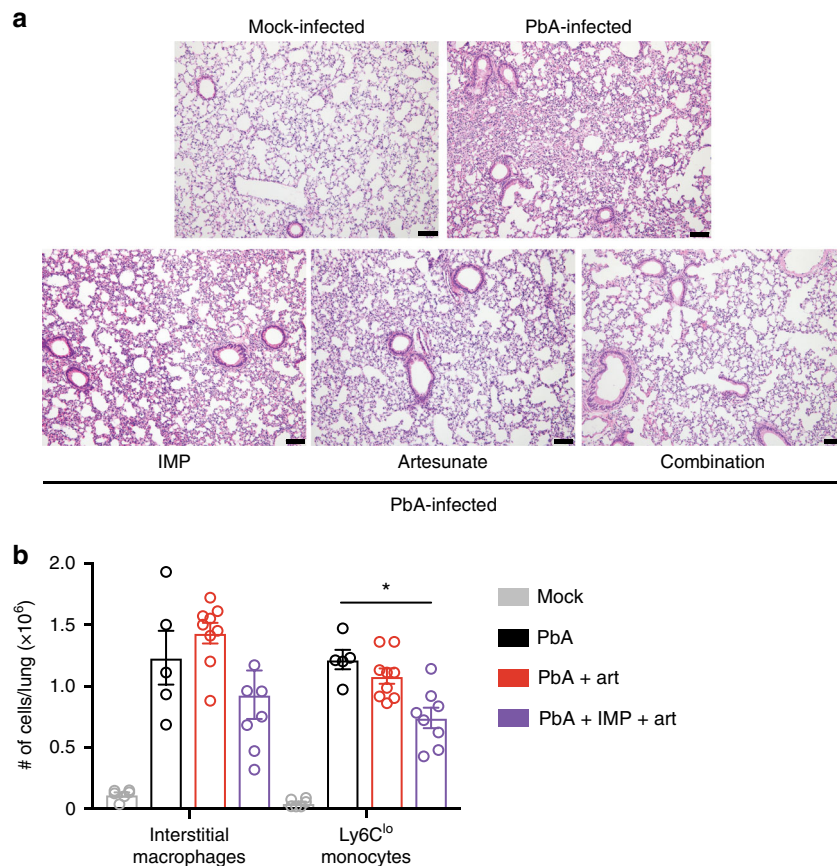 a
Mock-infected
PbA-infected
IMP
Artesunate
Combination
PbA-infected
b
# of cells/lung (×10⁶)
2.0
1.5
1.0
0.5
0
*
Interstitial
macrophages
Ly6Cˡᵒ
monocytes
Mock
PbA
PbA + art
PbA + IMP + art